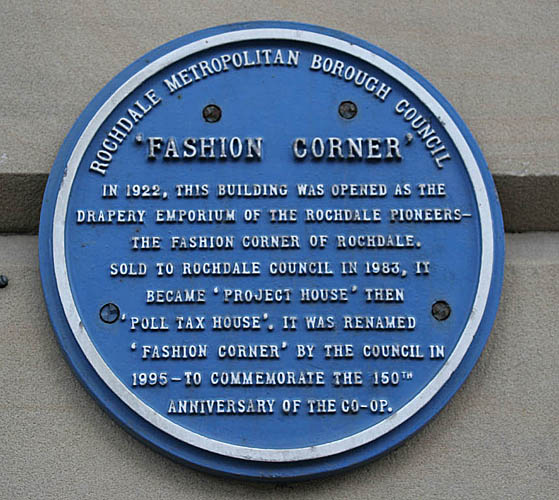 ROCHDALE METROPOLITAN BOROUGH COUNCIL
'FASHION CORNER'
IN 1922, THIS BUILDING WAS OPENED AS THE
DRAPERY EMPORIUM OF THE ROCHDALE PIONEERS-
THE FASHION CORNER OF ROCHDALE.
SOLD TO ROCHDALE COUNCIL IN 1983, IT
BECAME 'PROJECT HOUSE' THEN
'POLL TAX HOUSE'. IT WAS RENAMED
'FASHION CORNER' BY THE COUNCIL IN
1995-TO COMMEMORATE THE 150TH
ANNIVERSARY OF THE CO-OP.